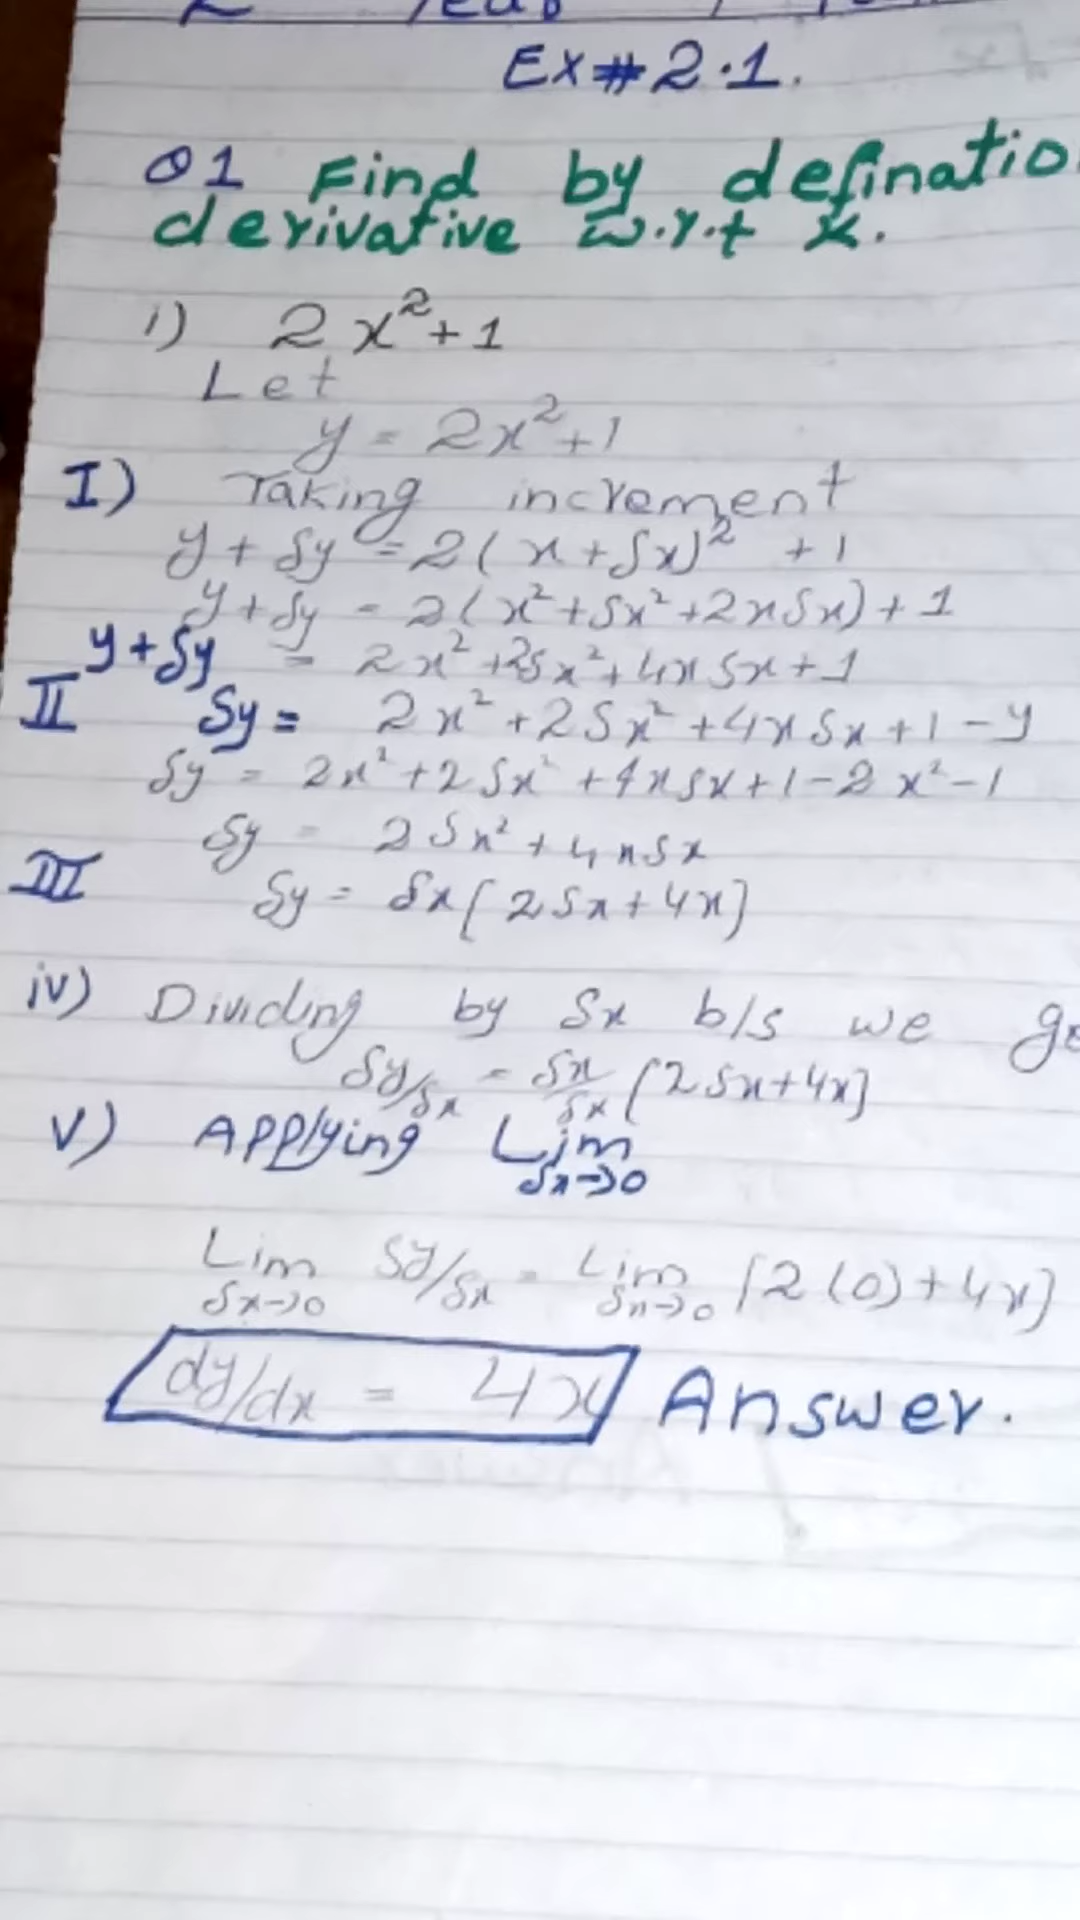 Ex#2.1.
Q1 Find by definatio
derivative w.r.t x.
i) 2x²+1
Let
y = 2x²+1
I) Taking increment
y+δy = 2(x+δx)² +1
y+δy = 2(x²+δx²+2xδx)+1
y+δy = 2x²+2δx²+4xδx+1
II δy = 2x²+2δx²+4xδx+1-y
δy = 2x²+2δx²+4xδx+1-2x²-1
δy = 2δx²+4xδx
III δy = δx[2δx+4x]
iv) Dividing by δx b/s we ge
δy/δx = δx/δx [2δx+4x]
v) Applying Lim
δx→0
Lim δy/δx = Lim [2(0)+4x]
δx→0 δx→0
dy/dx = 4x Answer.